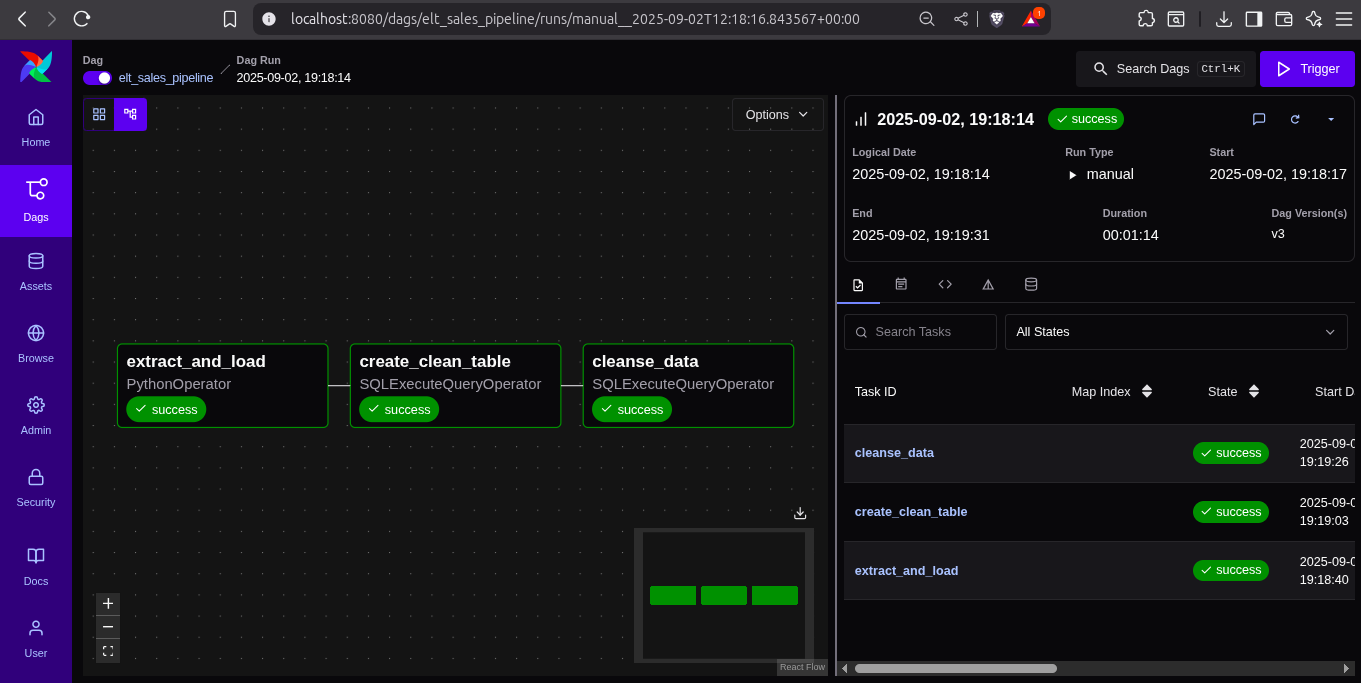 localhost:8080/dags/elt_sales_pipeline/runs/manual__2025-09-02T12:18:16.843567+00:00
1
Dag
elt_sales_pipeline
Dag Run
2025-09-02, 19:18:14
Search Dags Ctrl+K
Trigger
Home
Dags
Assets
Browse
Admin
Security
Docs
User
Options
extract_and_load
PythonOperator
success
create_clean_table
SQLExecuteQueryOperator
success
cleanse_data
SQLExecuteQueryOperator
success
React Flow
2025-09-02, 19:18:14 success
Logical Date Run Type Start
2025-09-02, 19:18:14 manual 2025-09-02, 19:18:17
End Duration Dag Version(s)
2025-09-02, 19:19:31 00:01:14 v3
Search Tasks All States
Task ID Map Index State Start D
cleanse_data success 2025-09-0
19:19:26
create_clean_table success 2025-09-0
19:19:03
extract_and_load success 2025-09-0
19:18:40